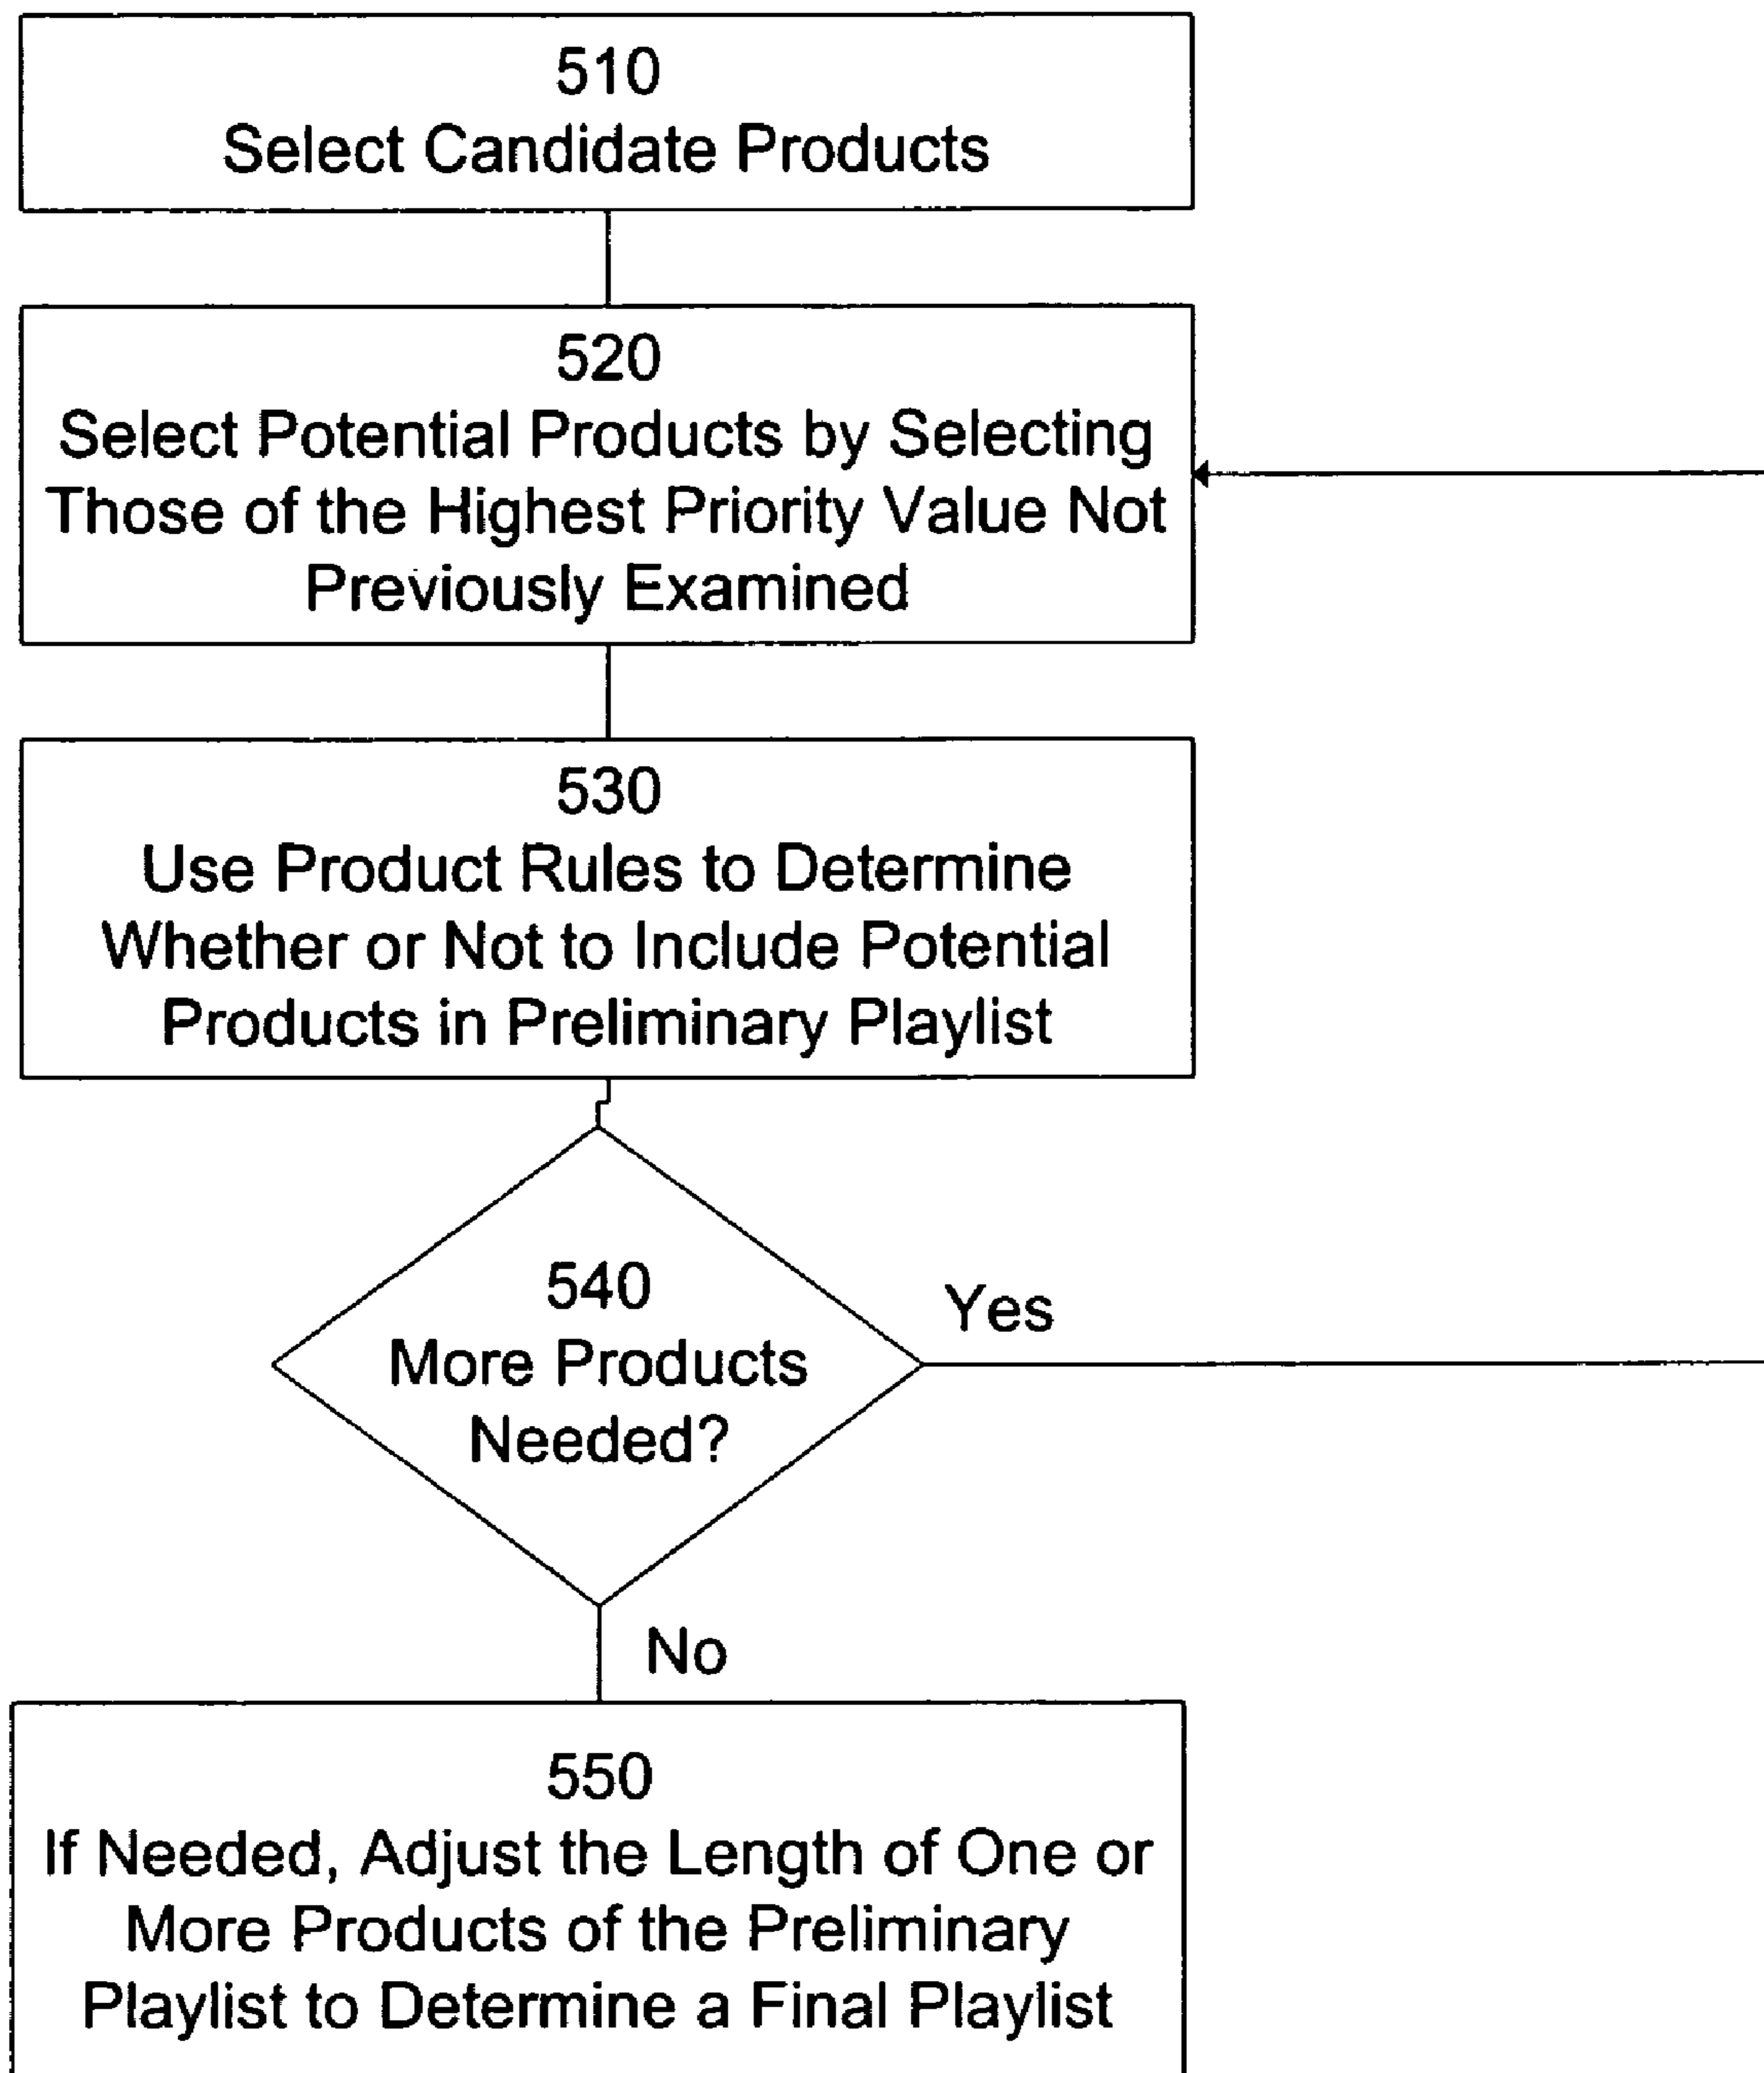 510
Select Candidate Products
520
Select Potential Products by Selecting
Those of the Highest Priority Value Not
Previously Examined
530
Use Product Rules to Determine
Whether or Not to Include Potential
Products in Preliminary Playlist
540
More Products
Needed?
Yes
No
550
If Needed, Adjust the Length of One or
More Products of the Preliminary
Playlist to Determine a Final Playlist